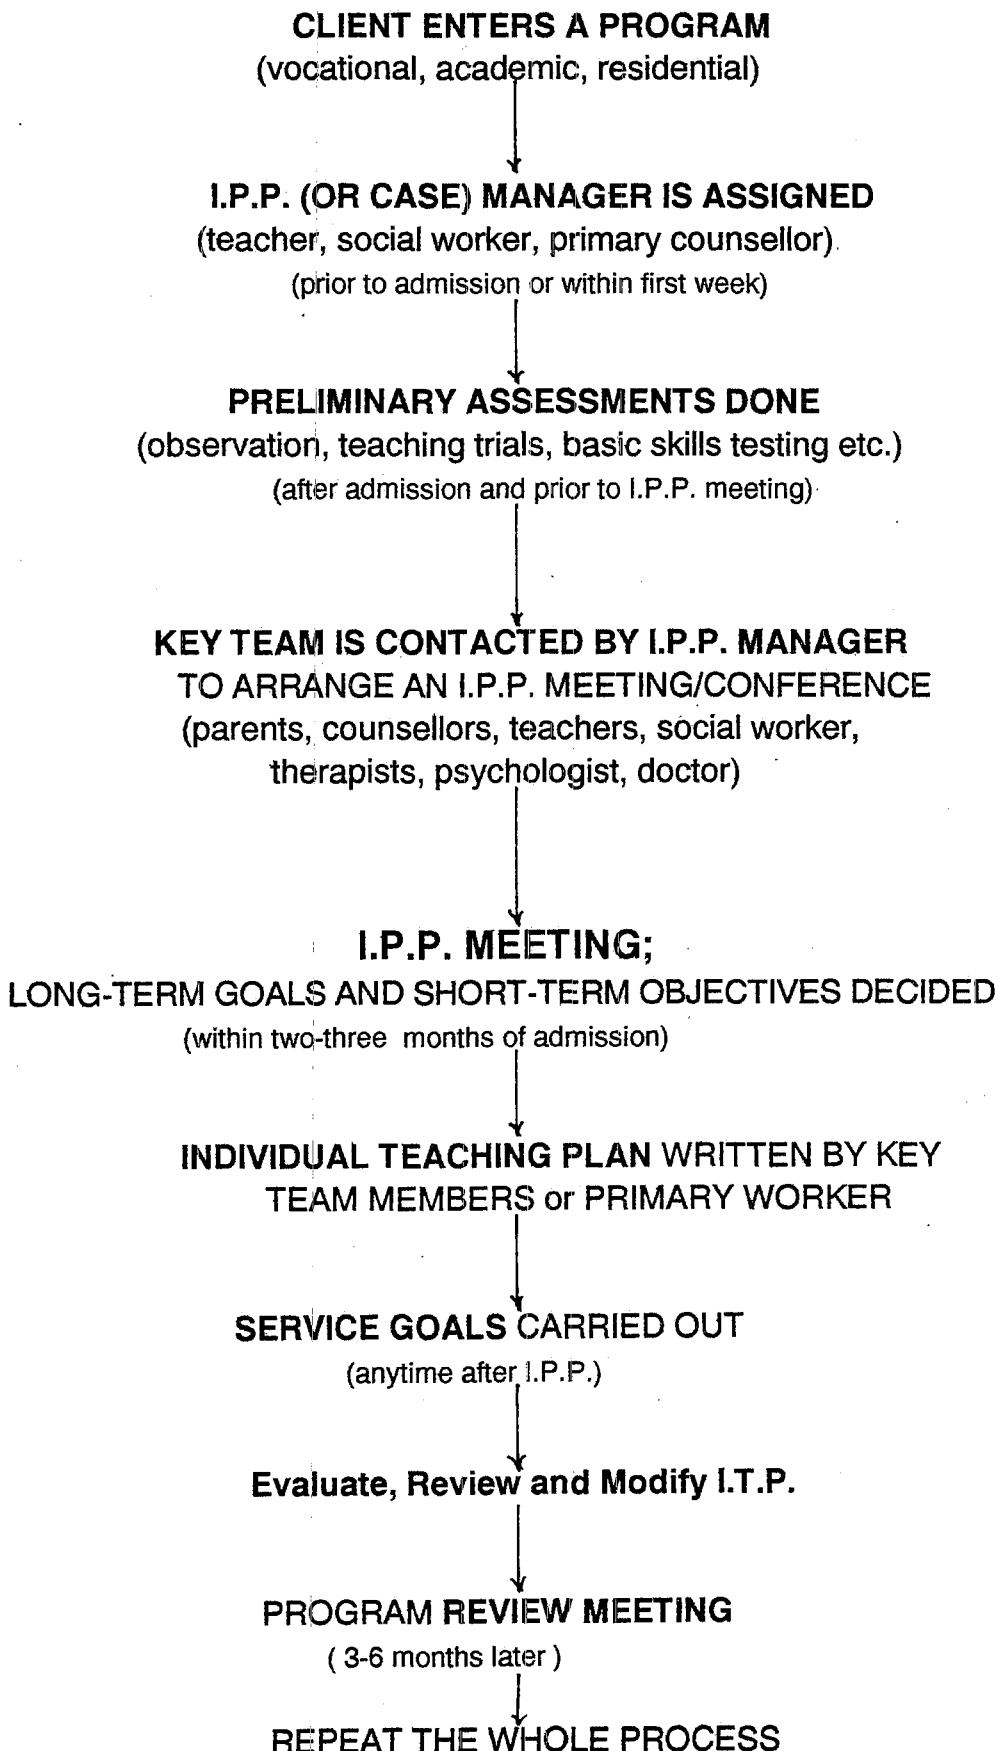 CLIENT ENTERS A PROGRAM
(vocational, academic, residential)
I.P.P. (OR CASE) MANAGER IS ASSIGNED
(teacher, social worker, primary counsellor)
(prior to admission or within first week)
PRELIMINARY ASSESSMENTS DONE
(observation, teaching trials, basic skills testing etc.)
(after admission and prior to I.P.P. meeting)
KEY TEAM IS CONTACTED BY I.P.P. MANAGER
TO ARRANGE AN I.P.P. MEETING/CONFERENCE
(parents, counsellors, teachers, social worker,
therapists, psychologist, doctor)
I.P.P. MEETING;
LONG-TERM GOALS AND SHORT-TERM OBJECTIVES DECIDED
(within two-three months of admission)
INDIVIDUAL TEACHING PLAN WRITTEN BY KEY
TEAM MEMBERS or PRIMARY WORKER
SERVICE GOALS CARRIED OUT
(anytime after I.P.P.)
Evaluate, Review and Modify I.T.P.
PROGRAM REVIEW MEETING
( 3-6 months later )
REPEAT THE WHOLE PROCESS